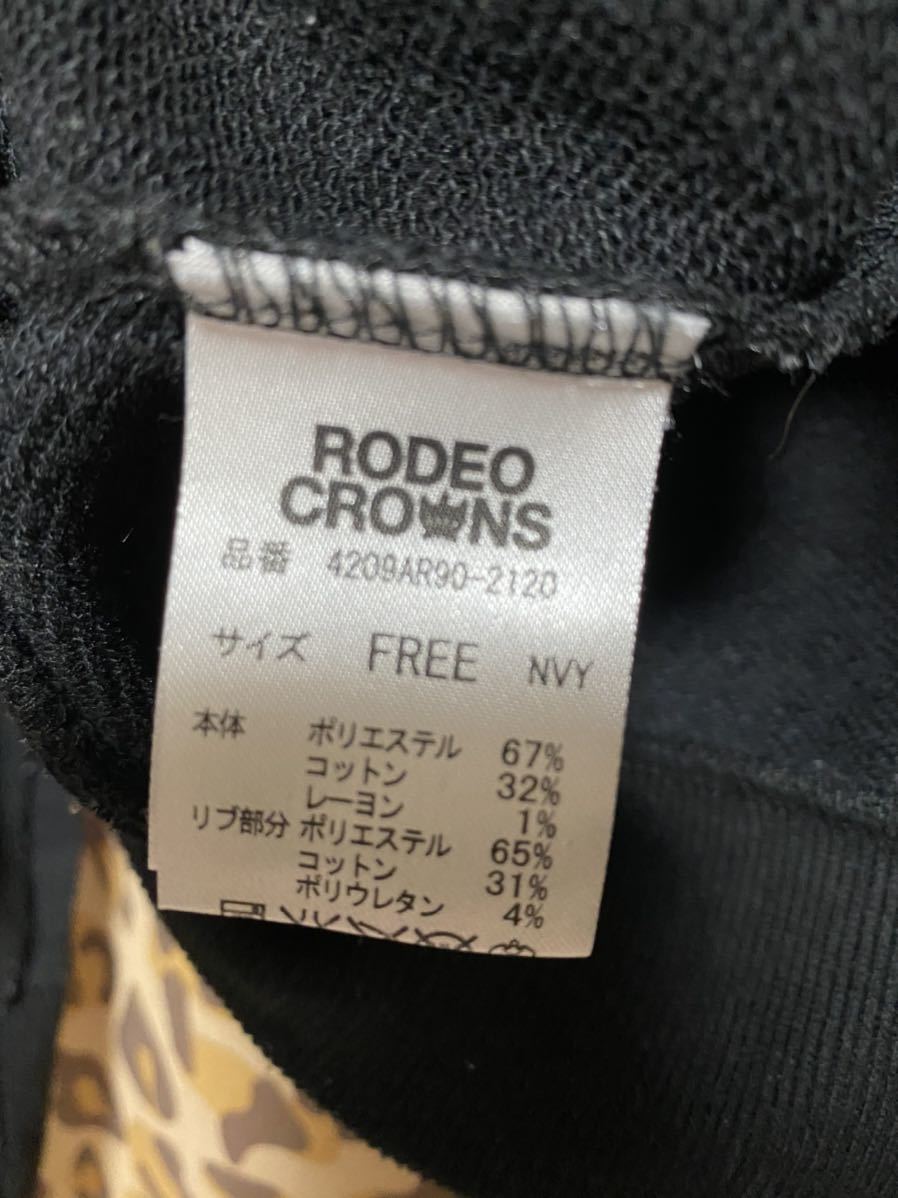 RODEO
CROWNS
品番 4209AR90-2120
サイズ FREE NVY
本体 ポリエステル 67%
コットン 32%
レーヨン 1%
リブ部分 ポリエステル 65%
コットン 31%
ポリウレタン 4%